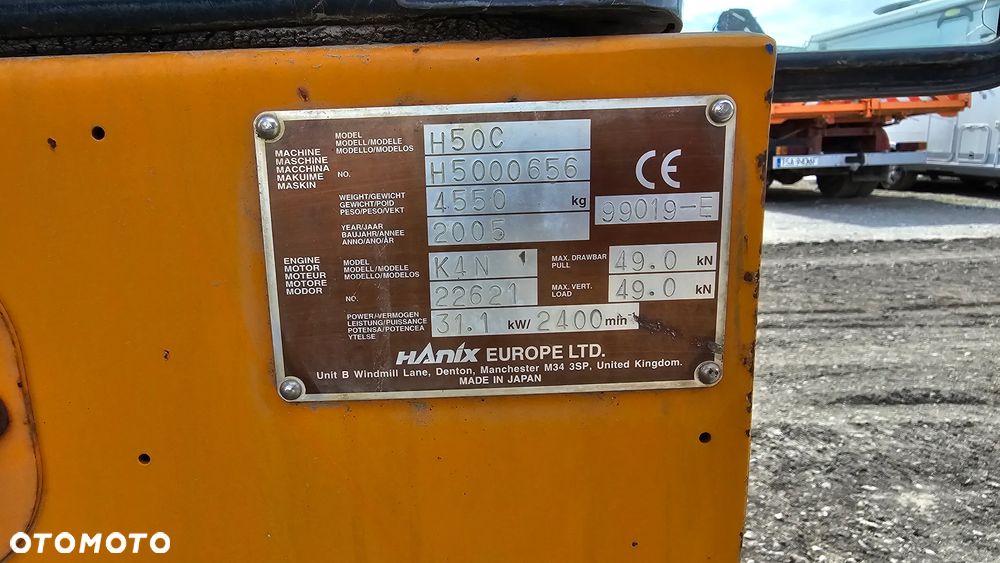 MACHINE
MASCHINE
MACCHINA
MAKUIME
MASKIN
MODEL
MODELL/MODELE
MODELLO/MODELOS
H50C
NO.
H5000656
WEIGHT/GEWICHT
GEWICHT/POID
PESO/PESO/VEKT
4550 kg
CE
99019-E
YEAR/JAAR
BAUJAHR/ANNEE
ANNO/ANO/ÅR
2005
ENGINE
MOTOR
MOTEUR
MOTORE
MODOR
MODEL
MODELL/MODELE
MODELLO/MODELOS
K4N
MAX. DRAWBAR
PULL
49.0 kN
NO.
22621
MAX. VERT.
LOAD
49.0 kN
POWER/VERMOGEN
LEISTUNG/PUISSANCE
POTENSA/POTENCEA
YTELSE
31.1 kW/ 2400 min⁻¹
HANIX EUROPE LTD.
Unit B Windmill Lane, Denton, Manchester M34 3SP, United Kingdom.
MADE IN JAPAN
OTOMOTO